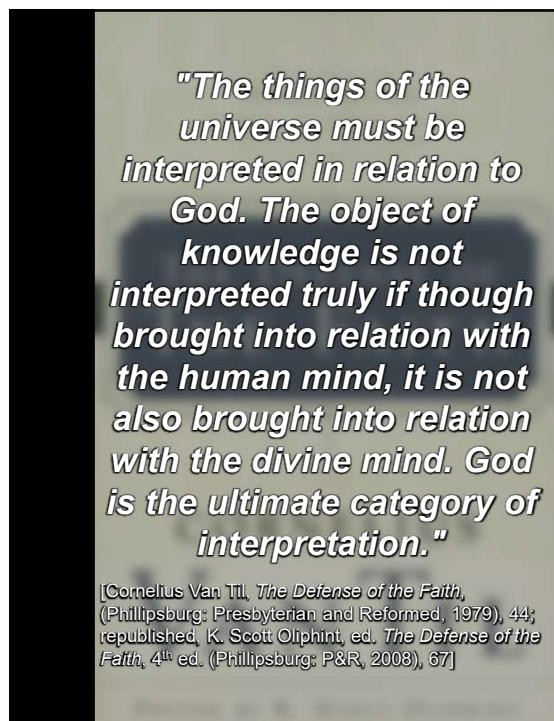 "The things of the
universe must be
interpreted in relation to
God. The object of
knowledge is not
interpreted truly if though
brought into relation with
the human mind, it is not
also brought into relation
with the divine mind. God
is the ultimate category of
interpretation."
[Cornelius Van Til, The Defense of the Faith,
(Phillipsburg: Presbyterian and Reformed, 1979), 44;
republished, K. Scott Oliphint, ed. The Defense of the
Faith, 4th ed. (Phillipsburg: P&R, 2008), 67]